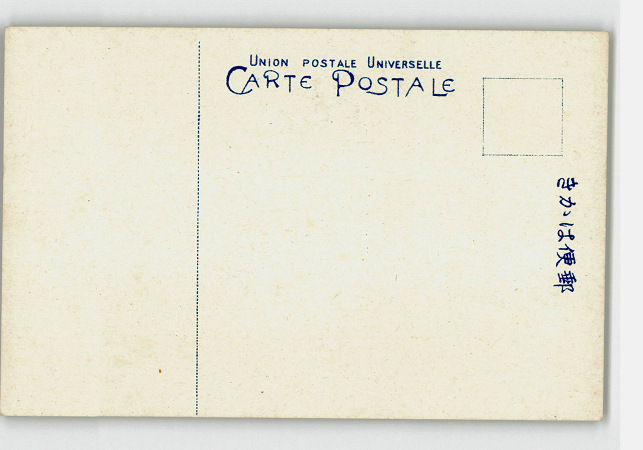 UNION POSTALE UNIVERSELLE
CARTE POSTALE
きかは便郵